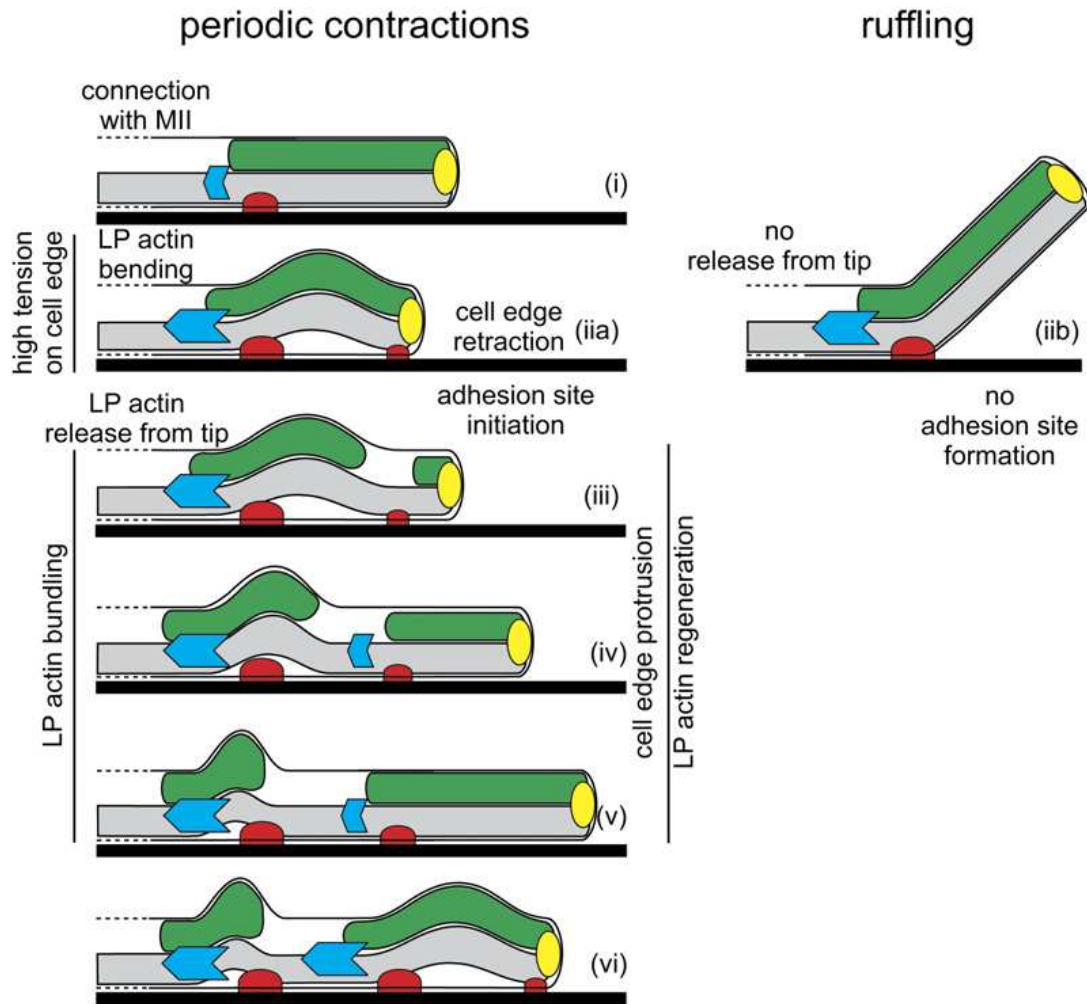 periodic contractions
ruffling
connection
with MII
(i)
high tension
on cell edge
LP actin
bending
cell edge
retraction
(iia)
no
release from tip
(iib)
LP actin
release from tip
adhesion site
initiation
no
adhesion site
formation
(iii)
LP actin bundling
(iv)
cell edge protrusion
LP actin regeneration
(v)
(vi)